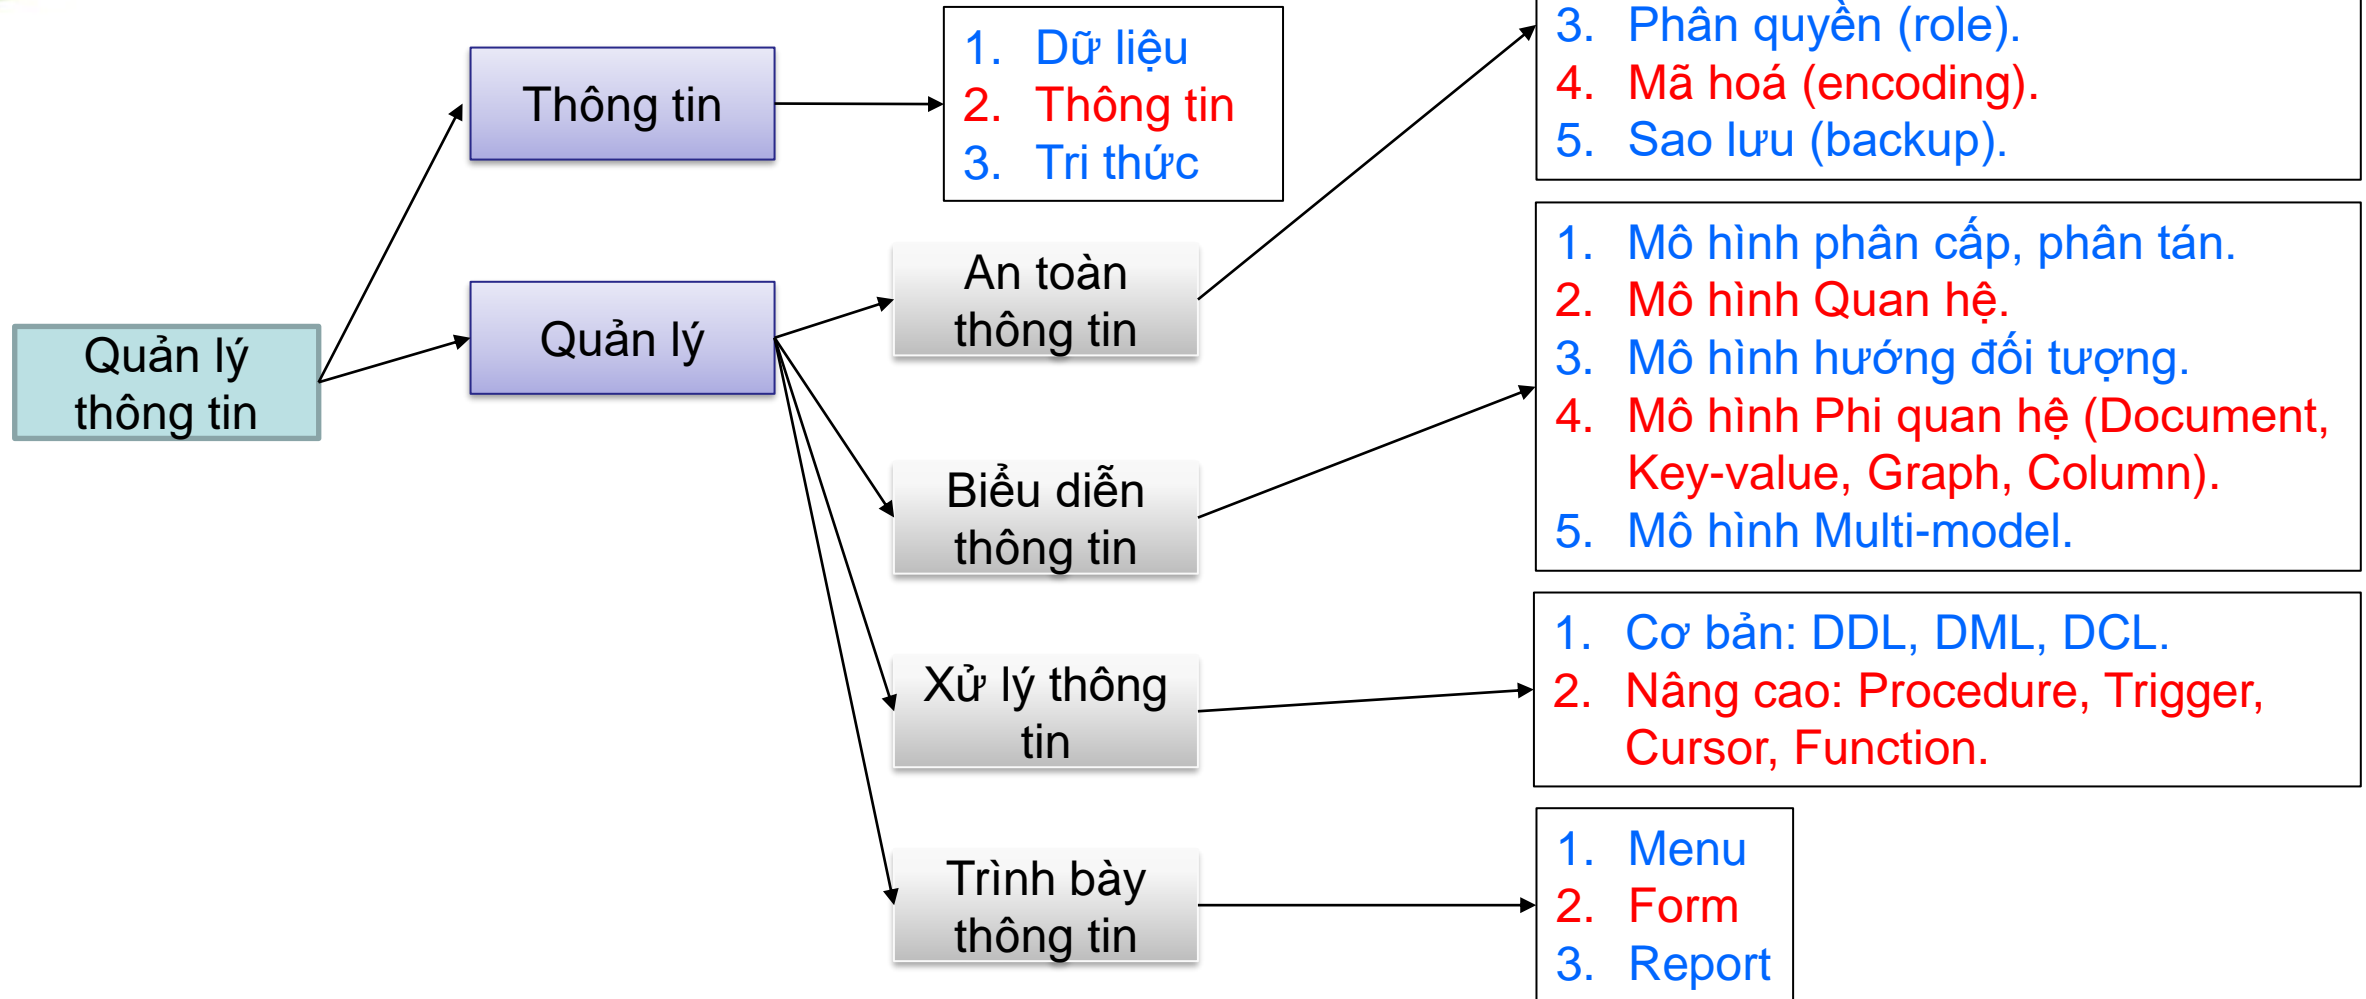 Quản lý
thông tin
Thông tin
1. Dữ liệu
2. Thông tin
3. Tri thức
Quản lý
An toàn
thông tin
3. Phân quyền (role).
4. Mã hoá (encoding).
5. Sao lưu (backup).
Biểu diễn
thông tin
1. Mô hình phân cấp, phân tán.
2. Mô hình Quan hệ.
3. Mô hình hướng đối tượng.
4. Mô hình Phi quan hệ (Document,
Key-value, Graph, Column).
5. Mô hình Multi-model.
Xử lý thông
tin
1. Cơ bản: DDL, DML, DCL.
2. Nâng cao: Procedure, Trigger,
Cursor, Function.
Trình bày
thông tin
1. Menu
2. Form
3. Report